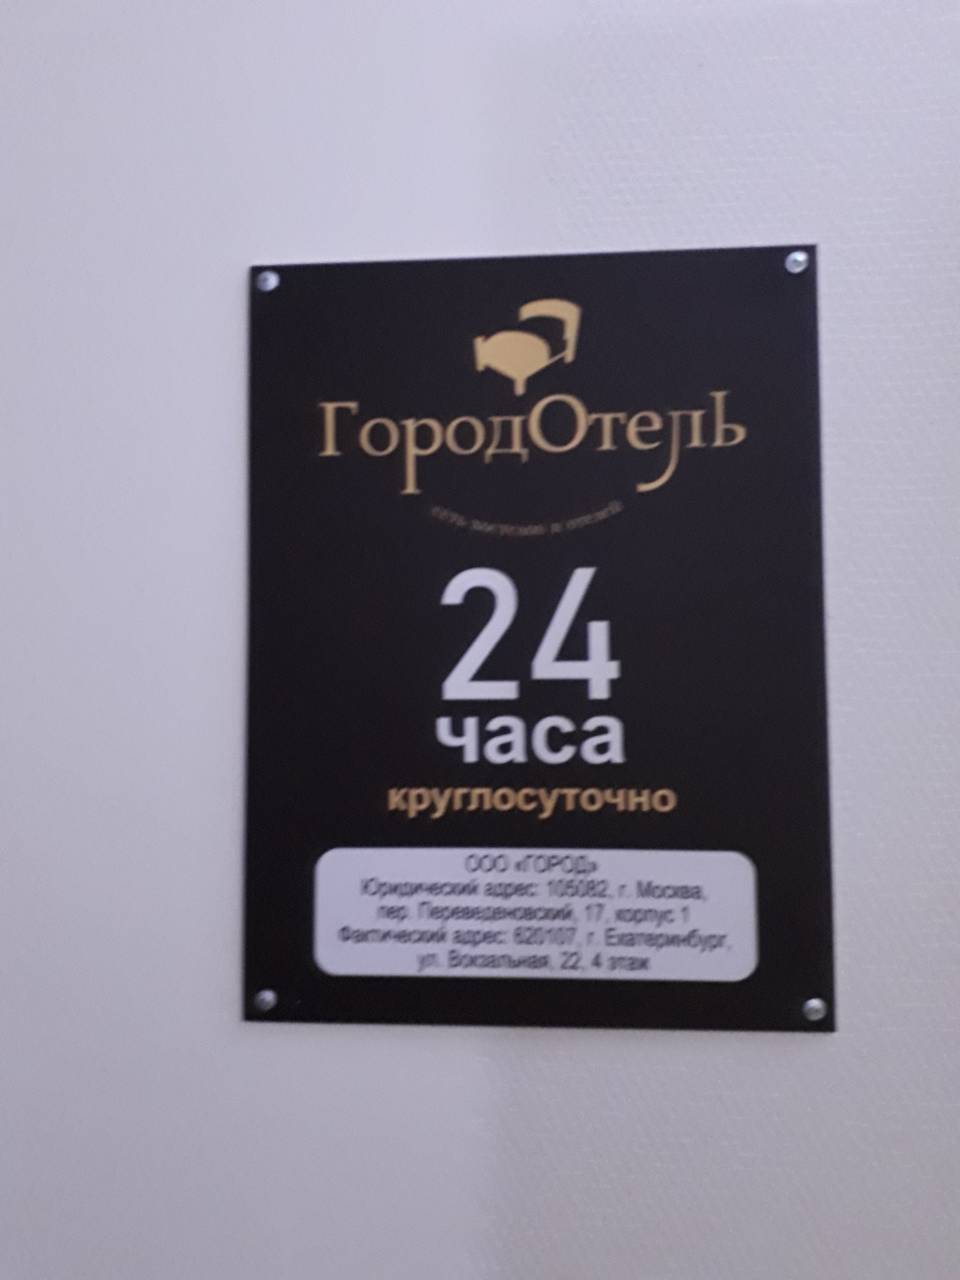 ГородОтель
24
часа
круглосуточно
ООО «ГОРОД»
Юридический адрес: 105082, г. Москва,
пер. Переведеновский, 17, корпус 1
Фактический адрес: 620107, г. Екатеринбург,
ул. Вокзальная, 22, 4 этаж